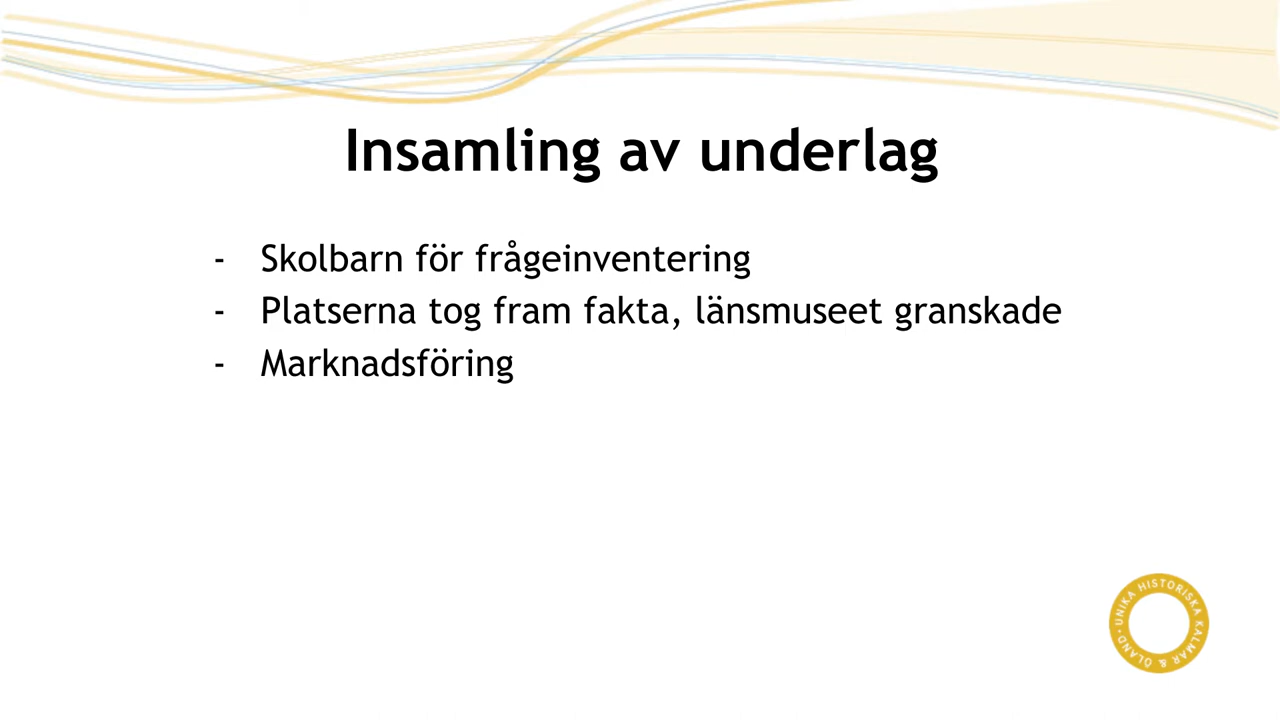 Insamling av underlag
- Skolbarn för frågeinventering
- Platserna tog fram fakta, länsmuseet granskade
- Marknadsföring
UNIKA HISTORISKA KALMAR & ÖLAND ·